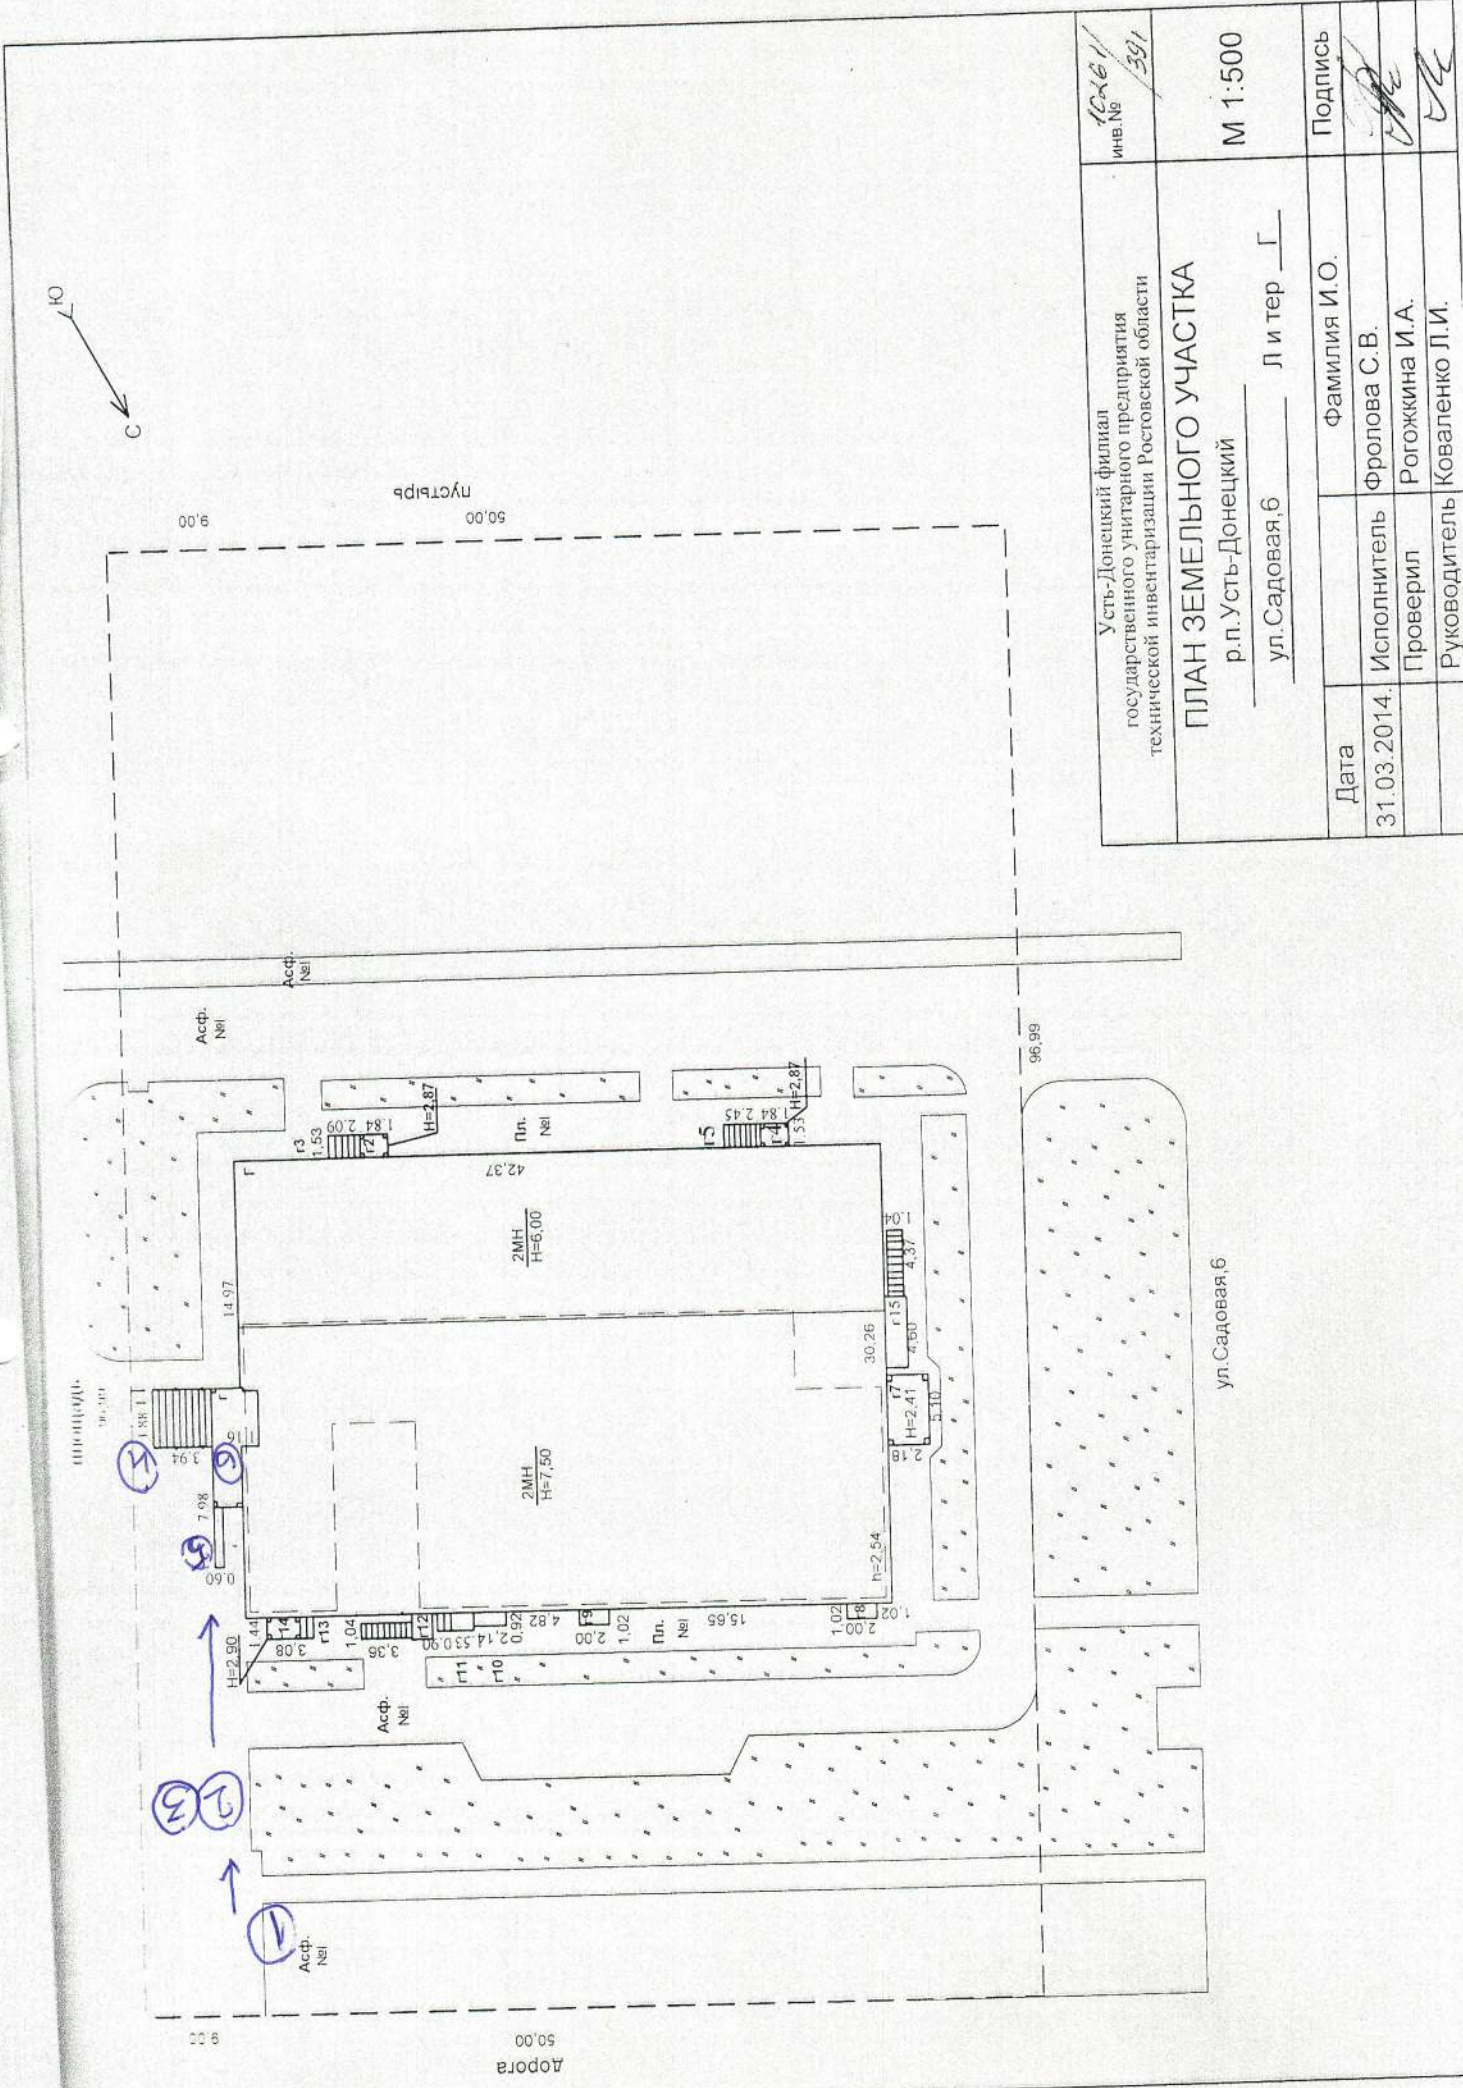 Ю
С
пустырь
9,00
50,00
Асф.
№I
Асф.
№I
г3
1,53
2.09
1.84
г2
H=2,87
Пл.
№I
г5
2.45
1.84
г4
1.53
H=2,87
96,99
Г
42,37
14.97
2МН
H=6,00
1.04
4,37
г15
4,60
30.26
г7
H=2,41
5,10
2,18
3.94
7.98
0.60
2МН
H=7,50
h=2,54
5
6
H=2,90
1.44
14
3,08
г13
1,04
3,36
г12
0,90
4.53
2,14
0,92
4,82
г9
2,00
1,02
Пл.
№I
15,65
1,02
г8
2,00
1,02
г11
г10
Асф.
№I
3
2
1
Асф.
№I
50,00
дорога
ул.Садовая,6
Усть-Донецкий филиал
государственного унитарного предприятия
технической инвентаризации Ростовской области
инв.№
391
ПЛАН ЗЕМЕЛЬНОГО УЧАСТКА
р.п.Усть-Донецкий
ул.Садовая,6 Литер Г
М 1:500
Дата Фамилия И.О. Подпись
31.03.2014. Исполнитель Фролова С.В.
Проверил Рогожкина И.А.
Руководитель Коваленко Л.И.